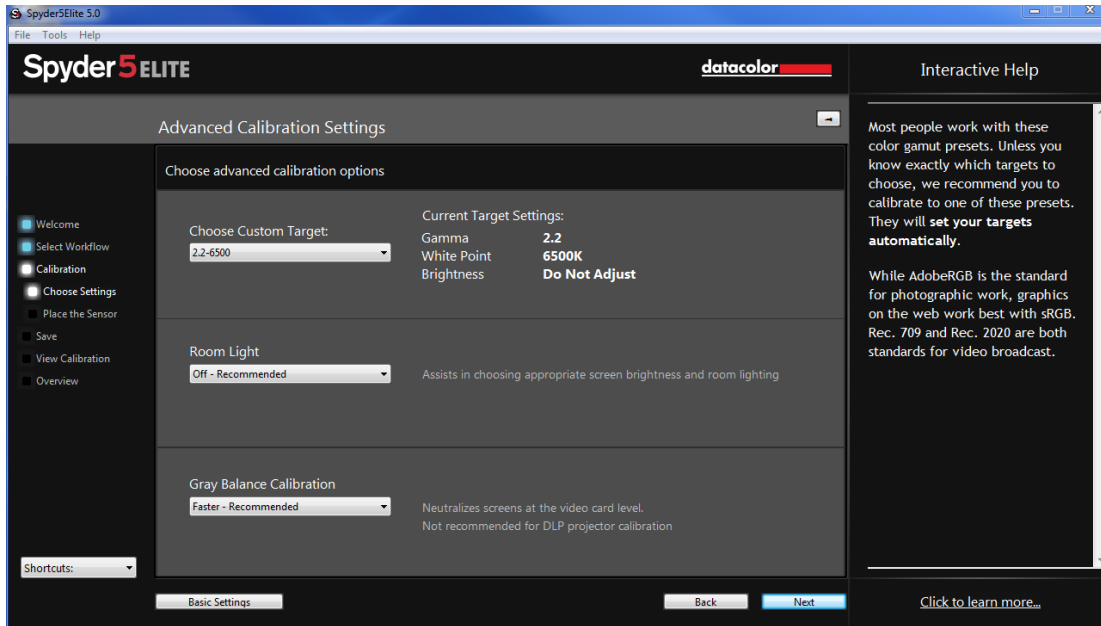 Spyder5Elite 5.0
File Tools Help
Spyder5ELITE
datacolor
Interactive Help
Advanced Calibration Settings
Choose advanced calibration options
Welcome
Select Workflow
Calibration
Choose Settings
Place the Sensor
Save
View Calibration
Overview
Shortcuts:
Choose Custom Target:
2.2-6500
Current Target Settings:
Gamma 2.2
White Point 6500K
Brightness Do Not Adjust
Room Light
Off - Recommended
Assists in choosing appropriate screen brightness and room lighting
Gray Balance Calibration
Faster - Recommended
Neutralizes screens at the video card level.
Not recommended for DLP projector calibration
Basic Settings
Back
Next
Most people work with these
color gamut presets. Unless you
know exactly which targets to
choose, we recommend you to
calibrate to one of these presets.
They will set your targets
automatically.
While AdobeRGB is the standard
for photographic work, graphics
on the web work best with sRGB.
Rec. 709 and Rec. 2020 are both
standards for video broadcast.
Click to learn more...